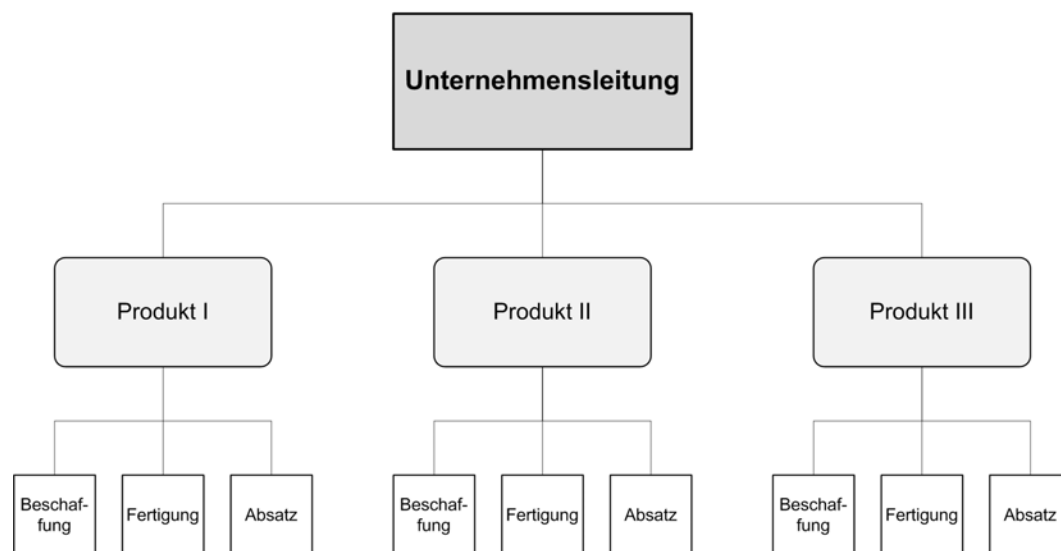 Unternehmensleitung
Produkt I
Produkt II
Produkt III
Beschaf-
fung
Fertigung
Absatz
Beschaf-
fung
Fertigung
Absatz
Beschaf-
fung
Fertigung
Absatz